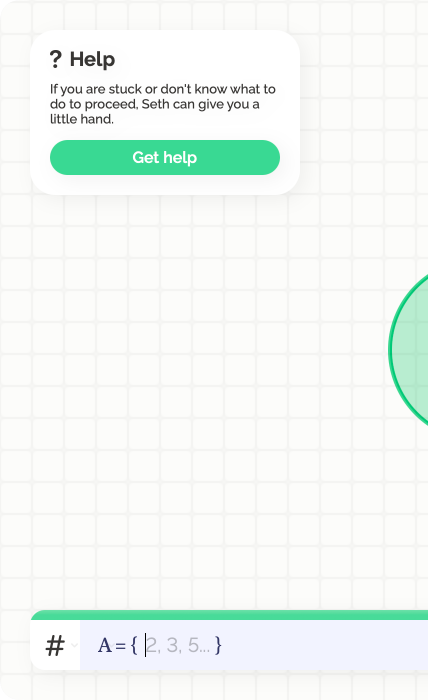 ? Help
If you are stuck or don't know what to
do to proceed, Seth can give you a
little hand.
Get help
# A = { 2, 3, 5... }